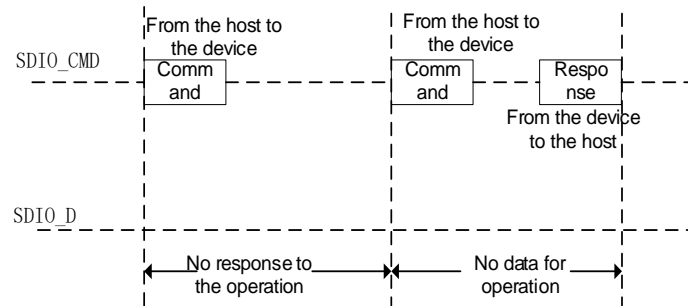 From the host to
the device
From the host to
the device
SDIO_CMD
Comm
and
Comm
and
Respo
nse
From the device
to the host
SDIO_D
No response to
the operation
No data for
operation